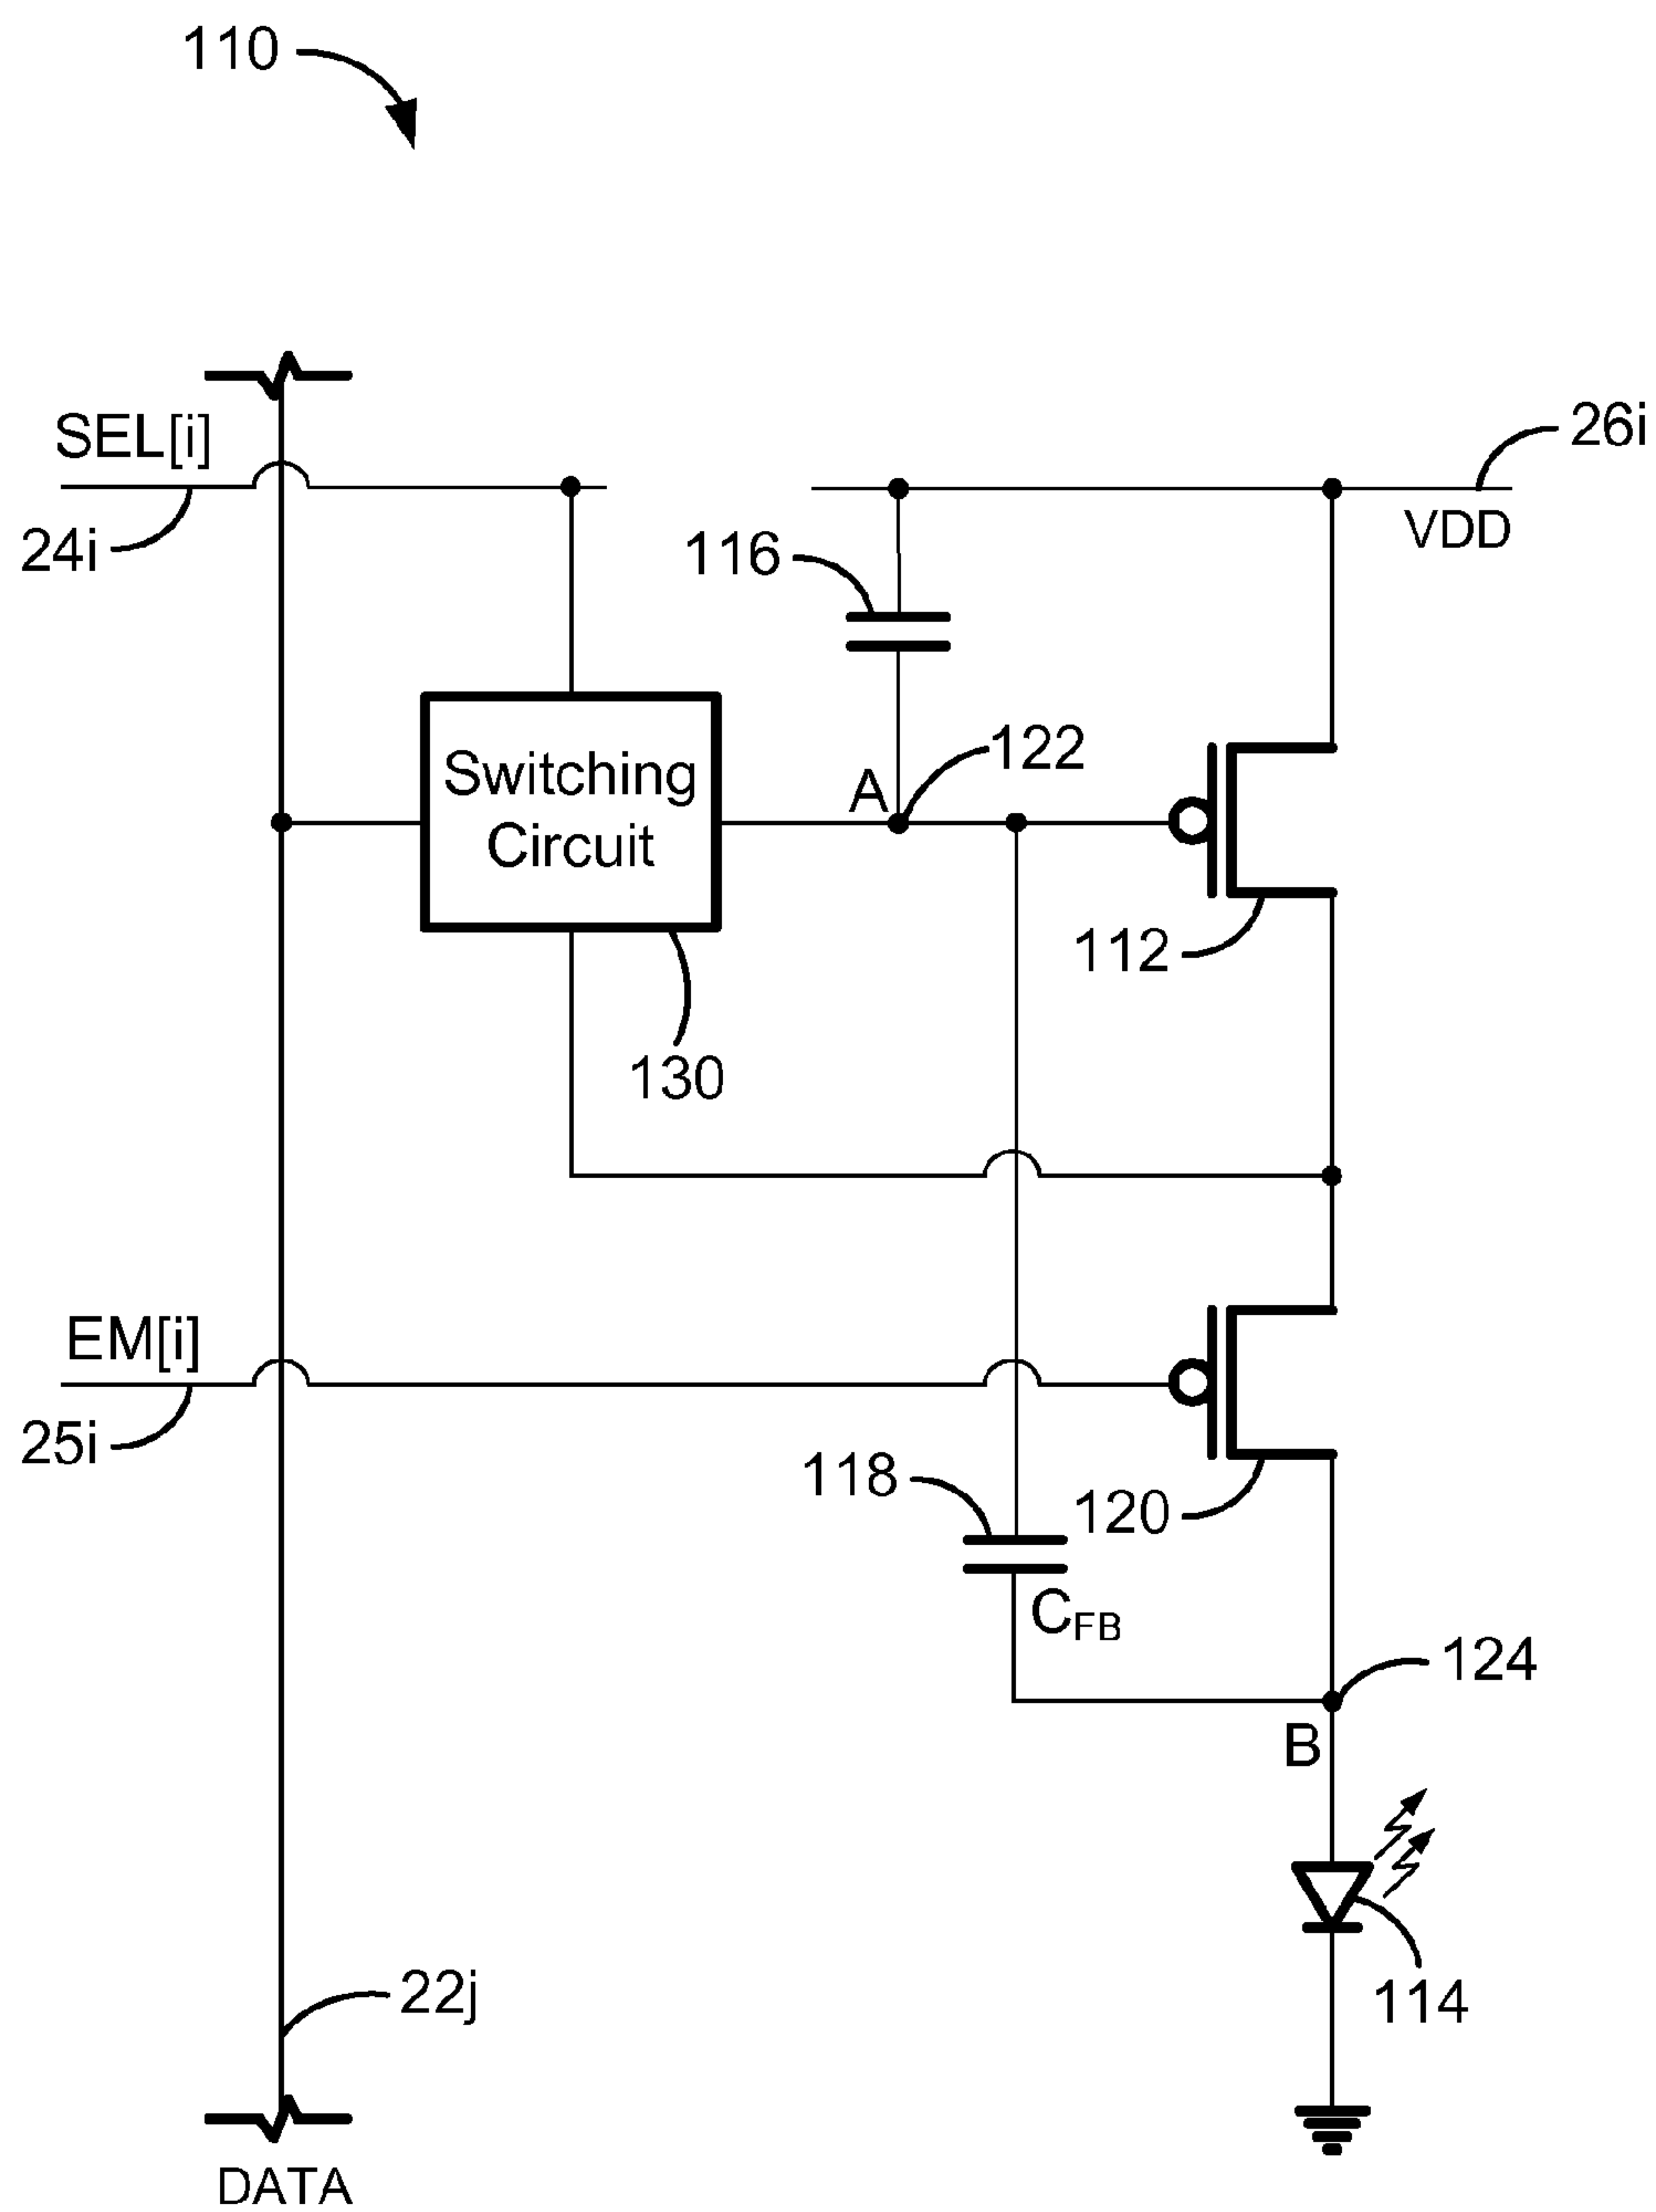 110
SEL[i]
26i
24i
VDD
116
122
A
Switching
Circuit
112
130
EM[i]
25i
118
120
CFB
124
B
22j
114
DATA